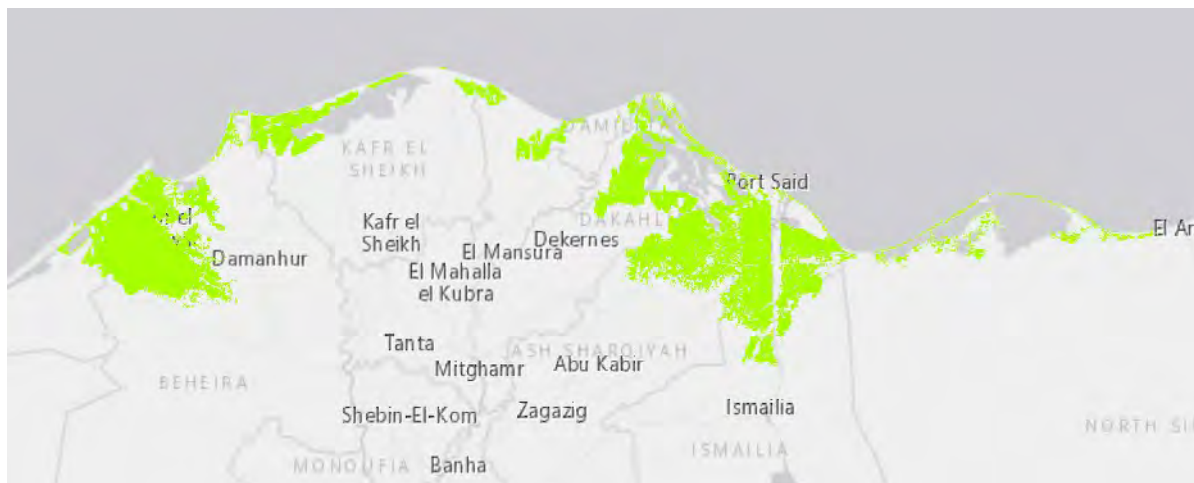 DAMIETTA
KAFR EL
SHEIKH
Port Said
el
Kafr el
Sheikh
DAKAHL
Dekernes
El Mansura
Damanhur
El Mahalla
el Kubra
El Ar
Tanta
ASH SHARQIYAH
Mitghamr
Abu Kabir
BEHEIRA
Shebin-El-Kom
Zagazig
Ismailia
NORTH SI
ISMAILIA
MONOUFIA
Banha